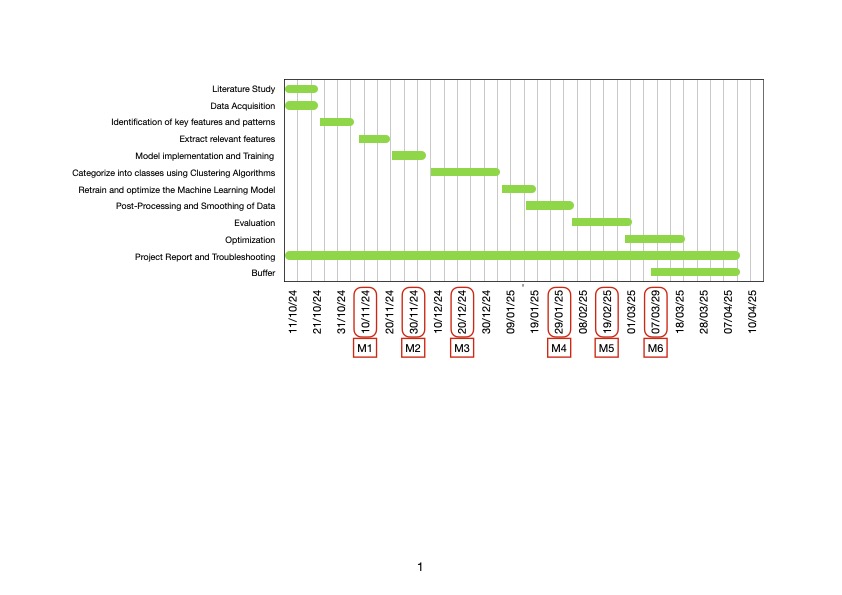 Literature Study
Data Acquisition
Identification of key features and patterns
Extract relevant features
Model implementation and Training
Categorize into classes using Clustering Algorithms
Retrain and optimize the Machine Learning Model
Post-Processing and Smoothing of Data
Evaluation
Optimization
Project Report and Troubleshooting
Buffer
11/10/24
21/10/24
31/10/24
10/11/24
20/11/24
30/11/24
10/12/24
20/12/24
30/12/24
09/01/25
19/01/25
29/01/25
08/02/25
19/02/25
01/03/25
07/03/29
18/03/25
28/03/25
07/04/25
10/04/25
M1
M2
M3
M4
M5
M6
1